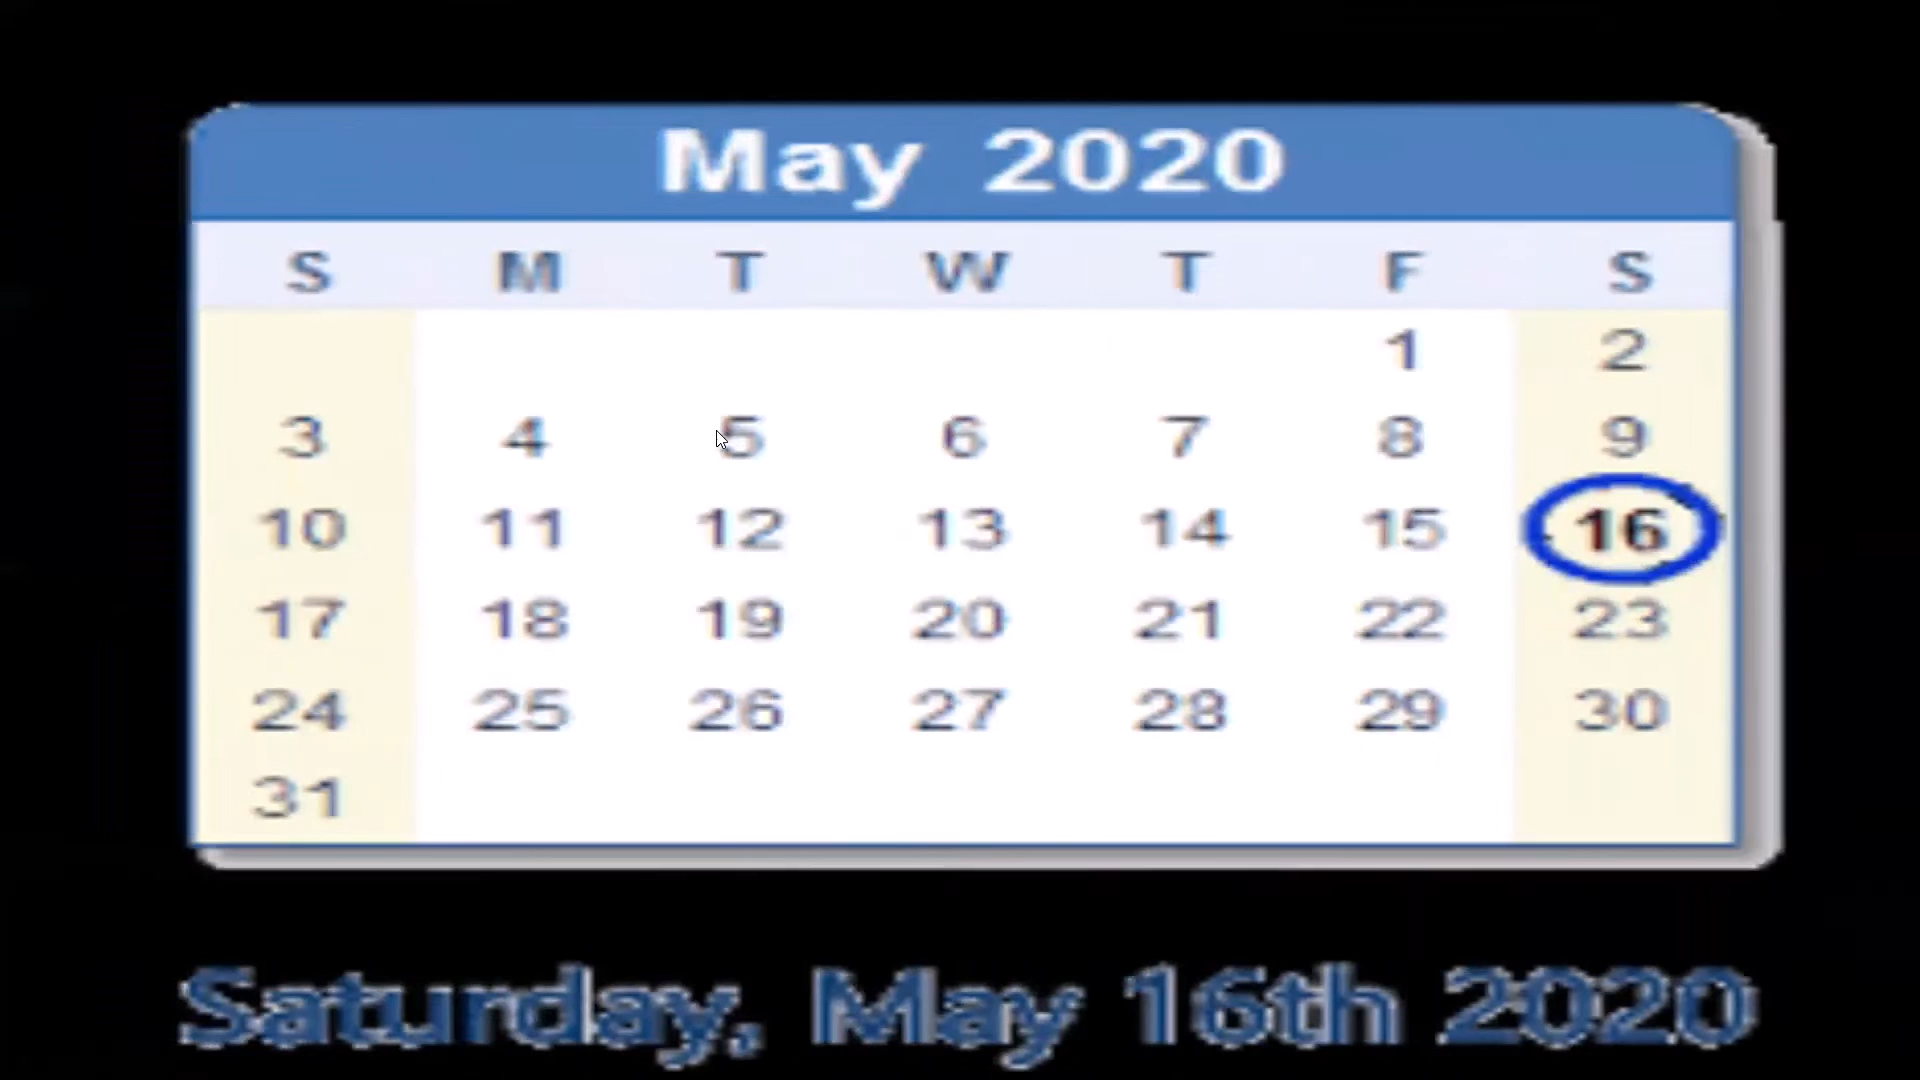 May 2020
S M T W T F S
1 2
3 4 5 6 7 8 9
10 11 12 13 14 15 16
17 18 19 20 21 22 23
24 25 26 27 28 29 30
31
Saturday, May 16th 2020